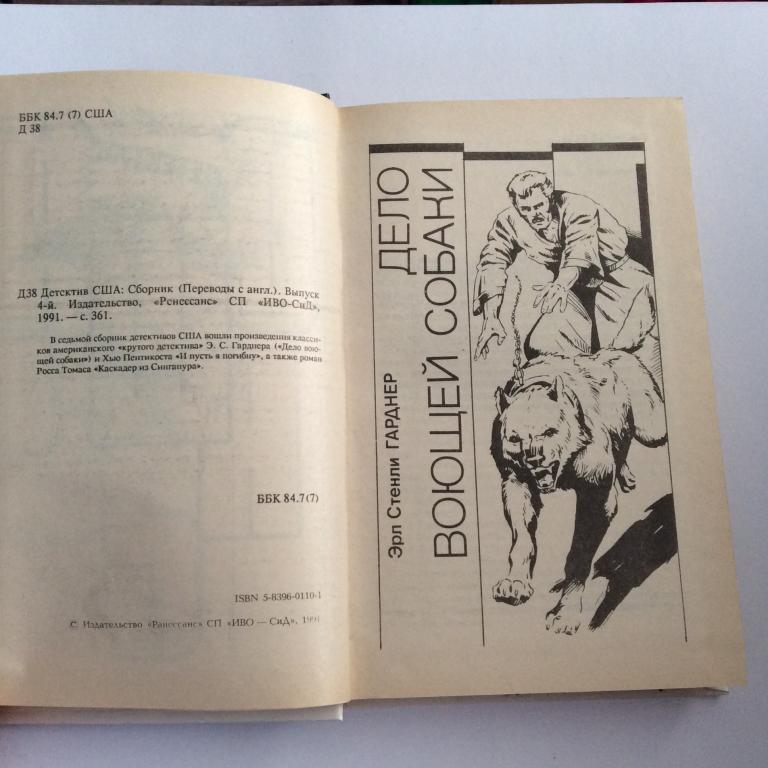 ББК 84.7 (7) США
Д 38
Д38 Детектив США: Сборник (Переводы с англ.). Выпуск
4-й. Издательство, «Ренессанс» СП «ИВО-СиД»,
1991. — с. 361.
В седьмой сборник детективов США вошли произведения класси-
ков американского «крутого детектива» Э. С. Гарднера («Дело вою-
щей собаки») и Хью Пентикоста «И пусть я погибну», а также роман
Росса Томаса «Каскадер из Сингапура».
ББК 84.7(7)
ISBN 5-8396-0110-1
С. Издательство «Ранессанс» СП «ИВО — СиД», 1991
Эрл Стенли ГАРДНЕР
ДЕЛО
ВОЮЩЕЙ СОБАКИ